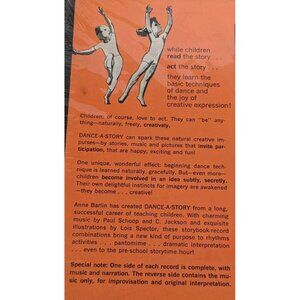 while children
read the story . . .
act the story . . .
they learn the
basic techniques
of dance and
the joy of
creative expression!
Children, of course, love to act. They can "be" any-
thing—naturally, freely, creatively.
DANCE-A-STORY can spark these natural creative im-
pulses—by stories, music and pictures that invite par-
ticipation, that are happy, exciting and fun!
One unique, wonderful effect: beginning dance tech-
nique is learned naturally, gracefully. But—even more—
children become involved in an idea subtly, secretly.
Their own delightful instincts for imagery are awakened
—they become . . . creative!
Anne Barlin has created DANCE-A-STORY from a long,
successful career of teaching children. With charming
music by Paul Schoop and C. Jackson, and exquisite
illustrations by Lois Spector, these storybook record
combinations bring a new kind of purpose to rhythms
activities . . . pantomime . . . dramatic interpretation
. . . even to the pre-school storytime hour!
Special note: One side of each record is complete, with
music and narration. The reverse side contains the mu-
sic only, for improvisation and original interpretation.